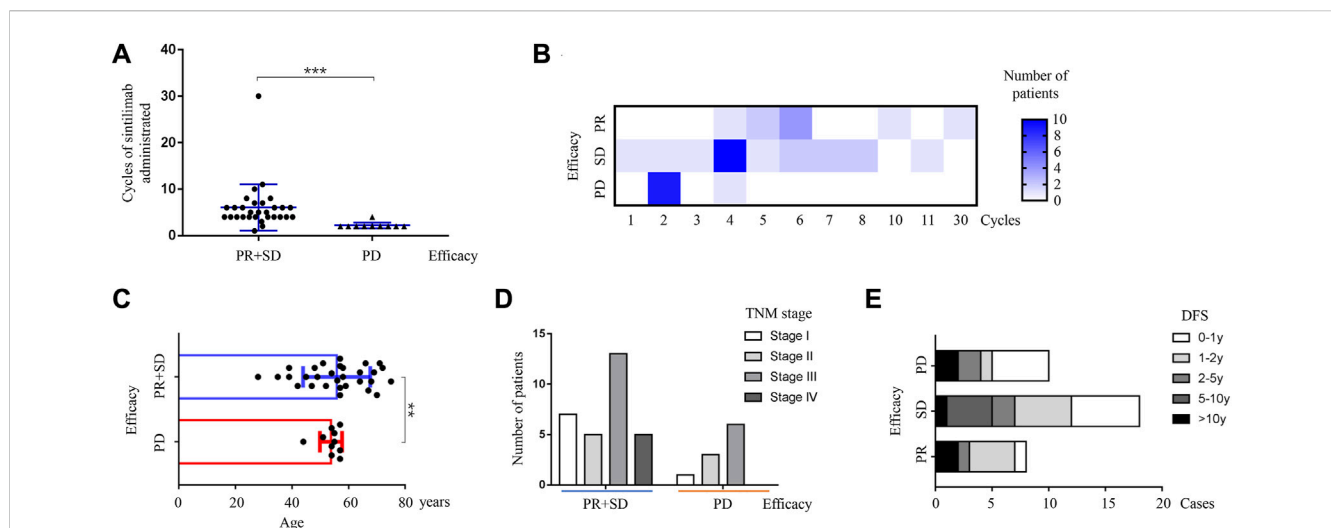 A
40
30
20
10
0
Cycles of sintilimab
administrated
***
PR+SD
PD
Efficacy
B
Number of
patients
10
8
6
4
2
0
Efficacy
PR
SD
PD
1 2 3 4 5 6 7 8 10 11 30 Cycles
C
Efficacy
PR+SD
PD
**
0 20 40 60 80 years
Age
D
TNM stage
Stage I
Stage II
Stage III
Stage IV
15
10
5
0
Number of patients
PR+SD
PD
Efficacy
E
DFS
0-1y
1-2y
2-5y
5-10y
>10y
Efficacy
PD
SD
PR
0 5 10 15 20 Cases